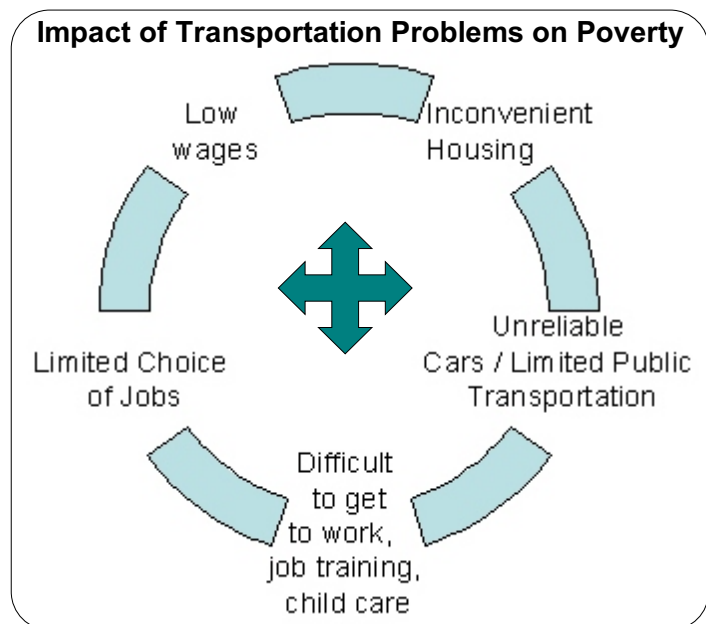 Impact of Transportation Problems on Poverty
Low
wages
Inconvenient
Housing
Unreliable
Cars / Limited Public
Transportation
Difficult
to get
to work,
job training,
child care
Limited Choice
of Jobs